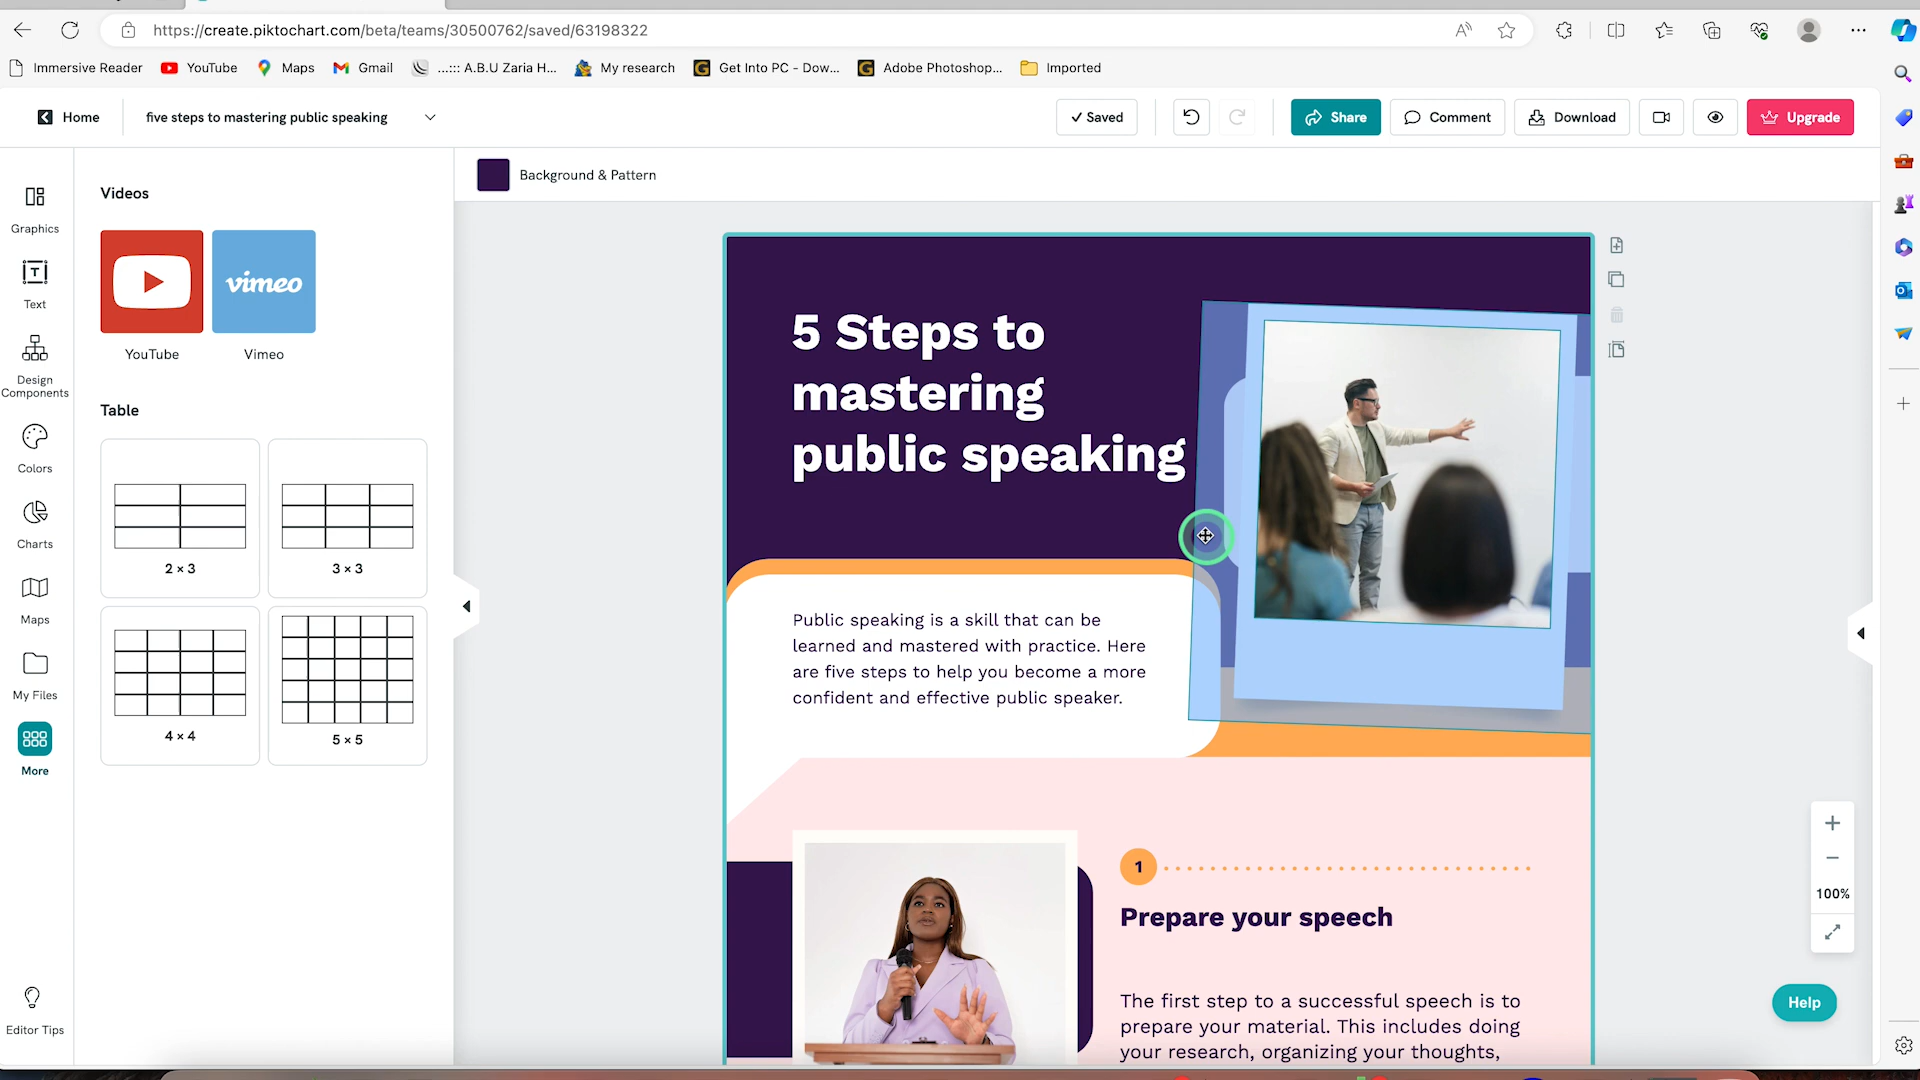 https://create.piktochart.com/beta/teams/30500762/saved/63198322
Immersive Reader
YouTube
Maps
Gmail
...::: A.B.U Zaria H...
My research
Get Into PC - Dow...
Adobe Photoshop...
Imported
Home
five steps to mastering public speaking
Saved
Share
Comment
Download
Upgrade
Background & Pattern
Graphics
Text
Design
Components
Colors
Charts
Maps
My Files
More
Editor Tips
Videos
vimeo
YouTube
Vimeo
Table
2 × 3
3 × 3
4 × 4
5 × 5
5 Steps to
mastering
public speaking
Public speaking is a skill that can be
learned and mastered with practice. Here
are five steps to help you become a more
confident and effective public speaker.
1
Prepare your speech
The first step to a successful speech is to
prepare your material. This includes doing
your research, organizing your thoughts,
100%
Help